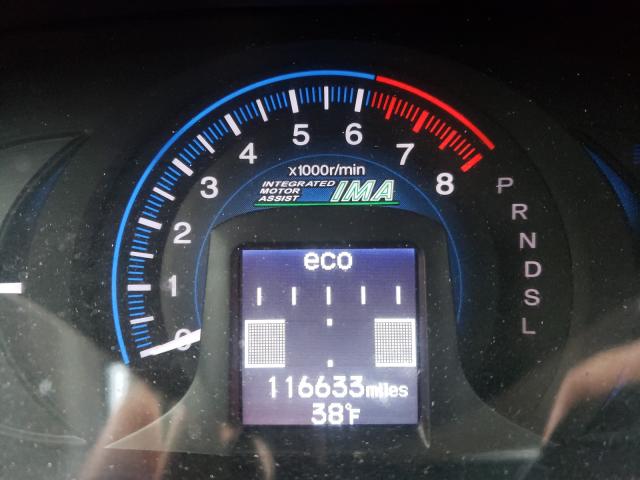 0
1
2
3
4
5
6
7
8
x1000r/min
INTEGRATED
MOTOR
ASSIST
IMA
P
R
N
D
S
L
eco
116633miles
38°F